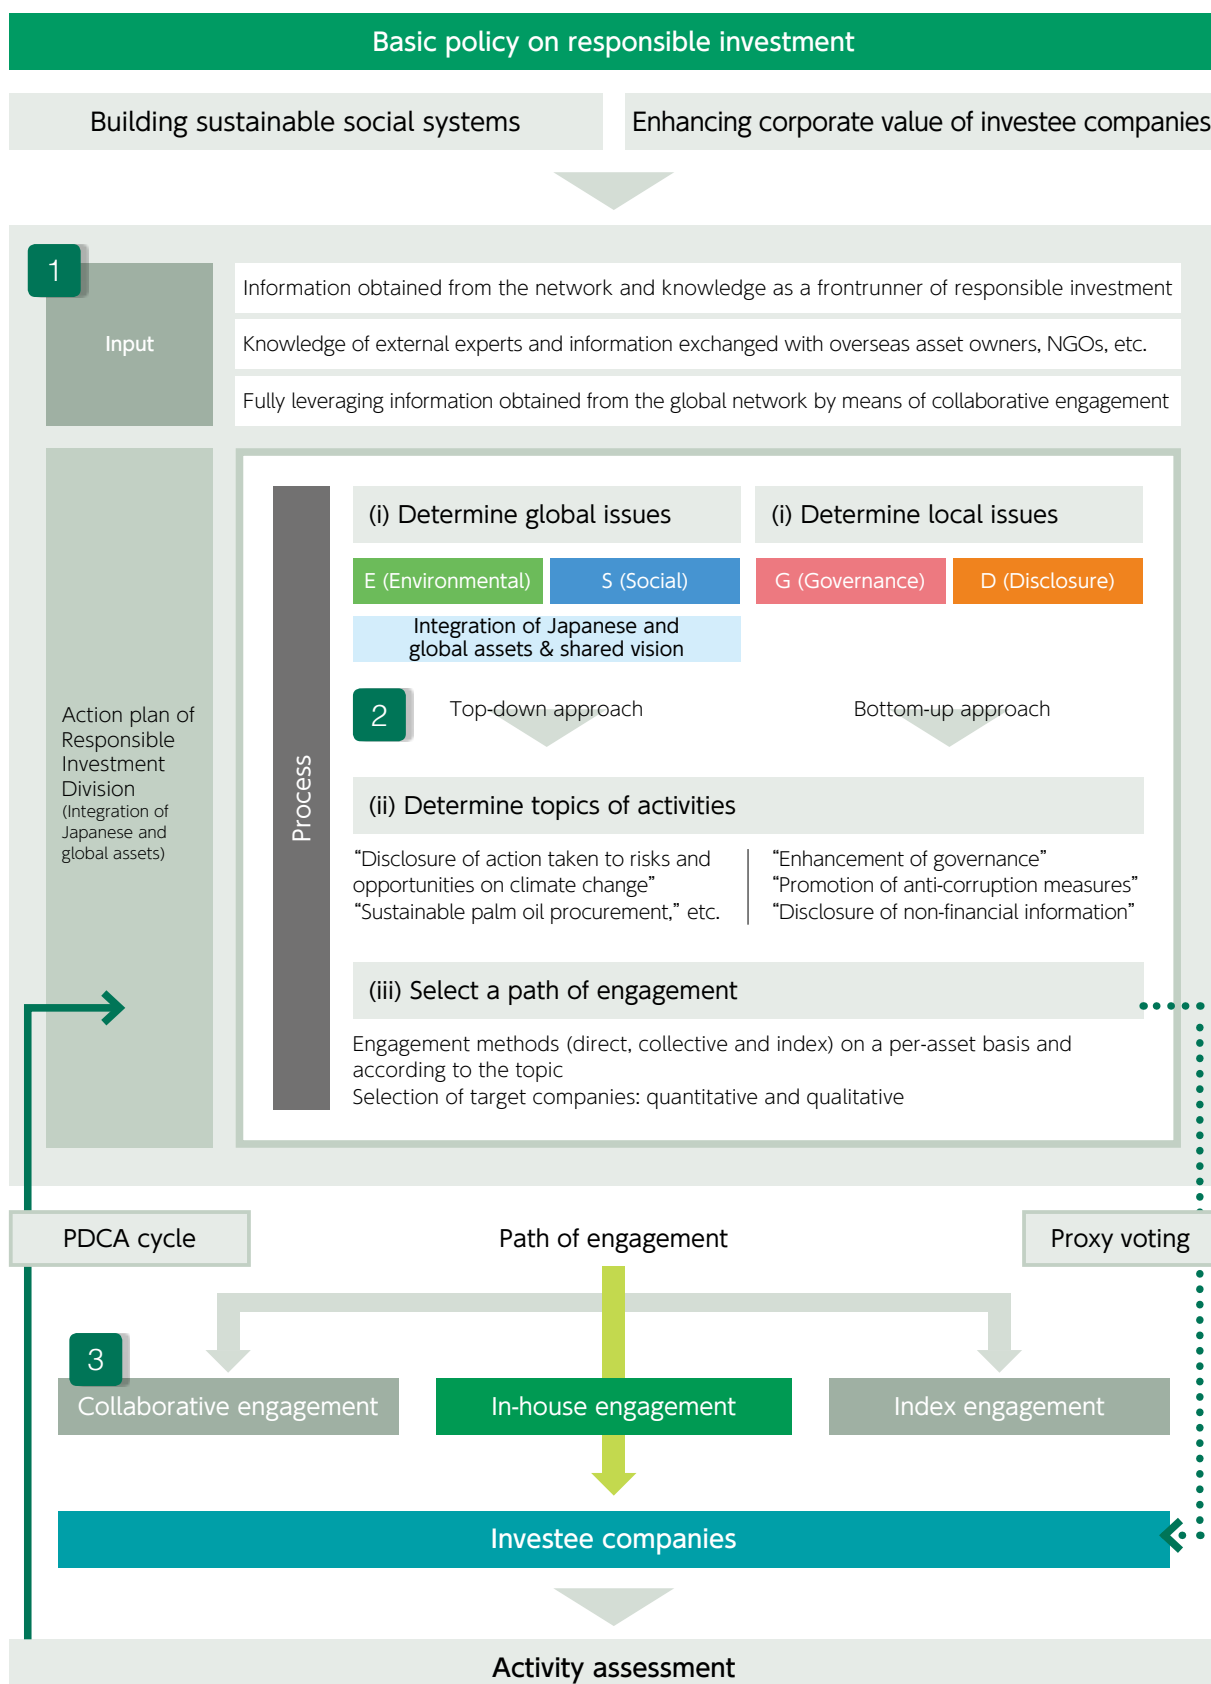 Basic policy on responsible investment
Building sustainable social systems
Enhancing corporate value of investee companies
1
Input
Information obtained from the network and knowledge as a frontrunner of responsible investment
Knowledge of external experts and information exchanged with overseas asset owners, NGOs, etc.
Fully leveraging information obtained from the global network by means of collaborative engagement
Action plan of
Responsible
Investment
Division
(Integration of
Japanese and
global assets)
Process
(i) Determine global issues
(i) Determine local issues
E (Environmental)
S (Social)
G (Governance)
D (Disclosure)
Integration of Japanese and
global assets & shared vision
2
Top-down approach
Bottom-up approach
(ii) Determine topics of activities
“Disclosure of action taken to risks and
opportunities on climate change”
“Sustainable palm oil procurement,” etc.
“Enhancement of governance”
“Promotion of anti-corruption measures”
“Disclosure of non-financial information”
(iii) Select a path of engagement
Engagement methods (direct, collective and index) on a per-asset basis and
according to the topic
Selection of target companies: quantitative and qualitative
PDCA cycle
Path of engagement
Proxy voting
3
Collaborative engagement
In-house engagement
Index engagement
Investee companies
Activity assessment